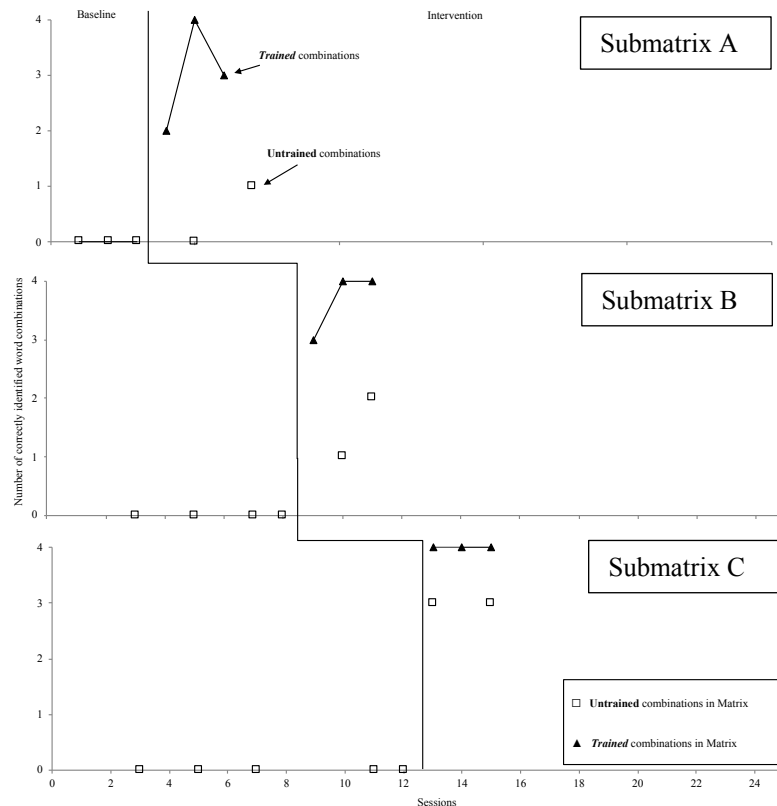 Baseline
Intervention
4
3
2
1
0
Submatrix A
Trained combinations
Untrained combinations
Number of correctly identified word combinations
4
3
2
1
0
Submatrix B
4
3
2
1
0
Submatrix C
Untrained combinations in Matrix
Trained combinations in Matrix
0 2 4 6 8 10 12 14 16 18 20 22 24
Sessions